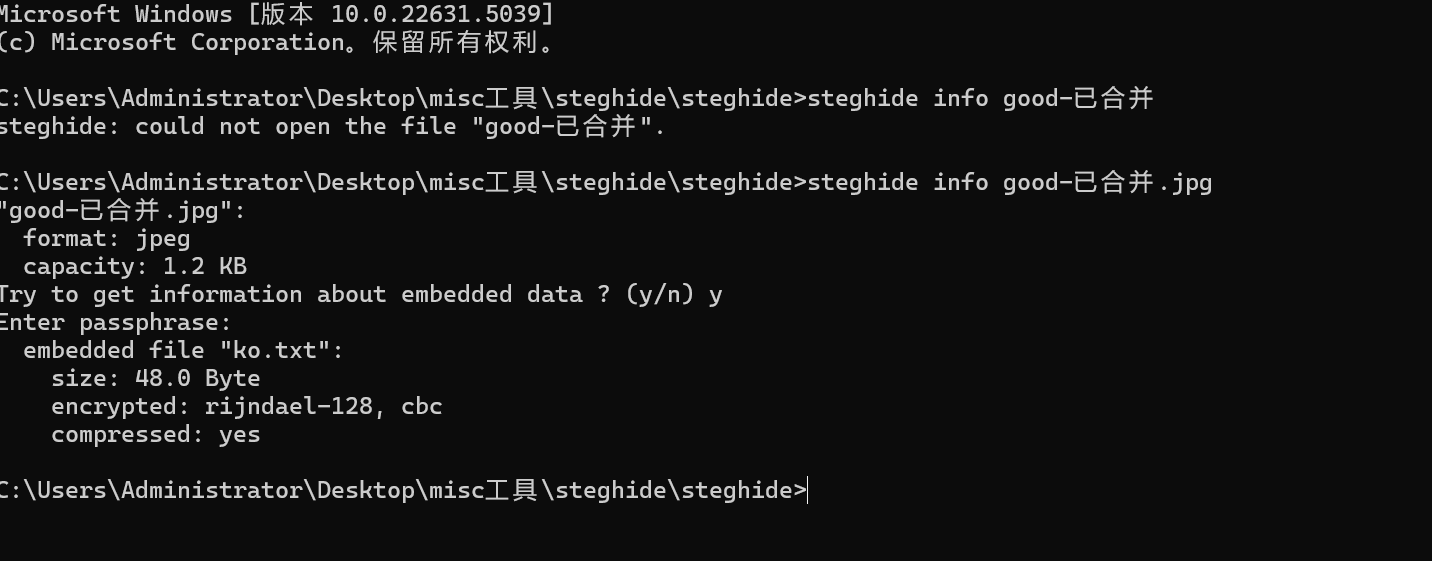 Microsoft Windows [版本 10.0.22631.5039]
(c) Microsoft Corporation。保留所有权利。
C:\Users\Administrator\Desktop\misc工具\steghide\steghide>steghide info good-已合并
steghide: could not open the file "good-已合并".
C:\Users\Administrator\Desktop\misc工具\steghide\steghide>steghide info good-已合并.jpg
"good-已合并.jpg":
  format: jpeg
  capacity: 1.2 KB
Try to get information about embedded data ? (y/n) y
Enter passphrase:
  embedded file "ko.txt":
    size: 48.0 Byte
    encrypted: rijndael-128, cbc
    compressed: yes
C:\Users\Administrator\Desktop\misc工具\steghide\steghide>